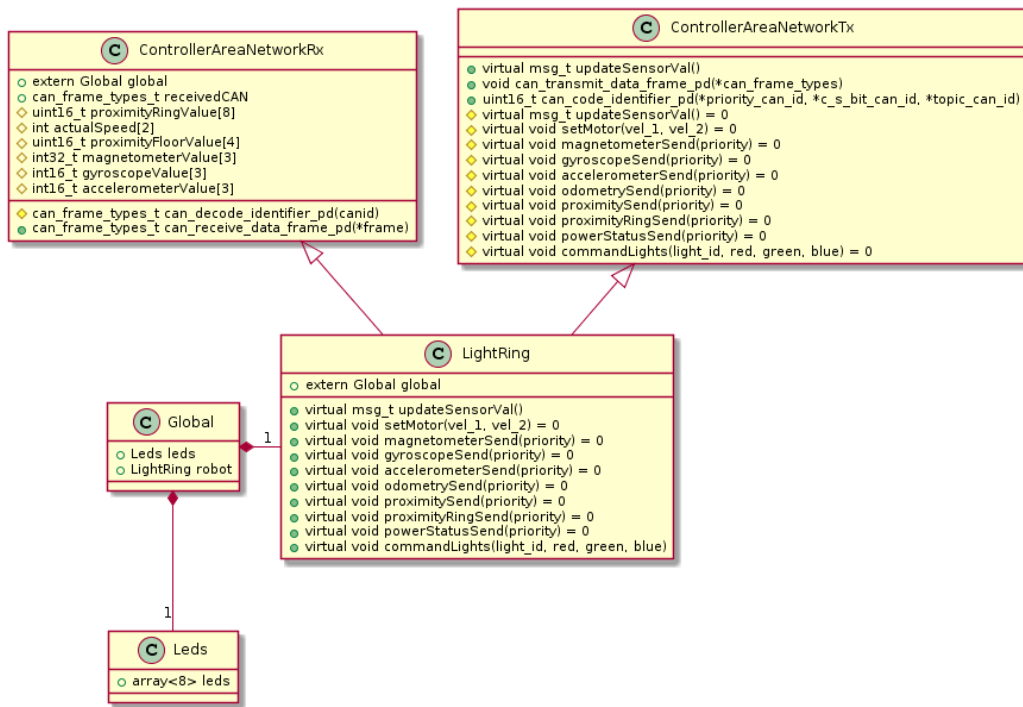 C ControllerAreaNetworkRx
extern Global global
can_frame_types_t receivedCAN
uint16_t proximityRingValue[8]
int actualSpeed[2]
uint16_t proximityFloorValue[4]
int32_t magnetometerValue[3]
int16_t gyroscopeValue[3]
int16_t accelerometerValue[3]
can_frame_types_t can_decode_identifier_pd(canid)
can_frame_types_t can_receive_data_frame_pd(*frame)
C ControllerAreaNetworkTx
virtual msg_t updateSensorVal()
void can_transmit_data_frame_pd(*can_frame_types)
uint16_t can_code_identifier_pd(*priority_can_id, *c_s_bit_can_id, *topic_can_id)
virtual msg_t updateSensorVal() = 0
virtual void setMotor(vel_1, vel_2) = 0
virtual void magnetometerSend(priority) = 0
virtual void gyroscopeSend(priority) = 0
virtual void accelerometerSend(priority) = 0
virtual void odometrySend(priority) = 0
virtual void proximitySend(priority) = 0
virtual void proximityRingSend(priority) = 0
virtual void powerStatusSend(priority) = 0
virtual void commandLights(light_id, red, green, blue) = 0
C LightRing
extern Global global
virtual msg_t updateSensorVal()
virtual void setMotor(vel_1, vel_2) = 0
virtual void magnetometerSend(priority) = 0
virtual void gyroscopeSend(priority) = 0
virtual void accelerometerSend(priority) = 0
virtual void odometrySend(priority) = 0
virtual void proximitySend(priority) = 0
virtual void proximityRingSend(priority) = 0
virtual void powerStatusSend(priority) = 0
virtual void commandLights(light_id, red, green, blue)
C Global
Leds leds
LightRing robot
1
1
C Leds
array<8> leds